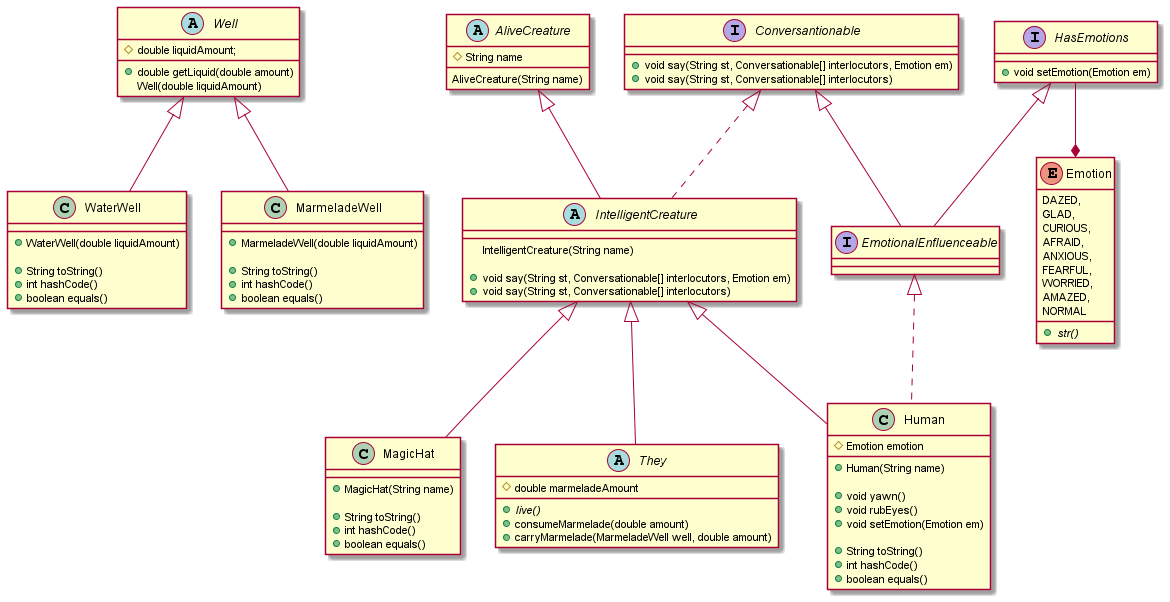 A Well
double liquidAmount;
double getLiquid(double amount)
Well(double liquidAmount)
A AliveCreature
String name
AliveCreature(String name)
I Conversantionable
void say(String st, Conversationable[] interlocutors, Emotion em)
void say(String st, Conversationable[] interlocutors)
I HasEmotions
void setEmotion(Emotion em)
C WaterWell
WaterWell(double liquidAmount)
String toString()
int hashCode()
boolean equals()
C MarmeladeWell
MarmeladeWell(double liquidAmount)
String toString()
int hashCode()
boolean equals()
A IntelligentCreature
IntelligentCreature(String name)
void say(String st, Conversationable[] interlocutors, Emotion em)
void say(String st, Conversationable[] interlocutors)
I EmotionalEnfluenceable
E Emotion
DAZED,
GLAD,
CURIOUS,
AFRAID,
ANXIOUS,
FEARFUL,
WORRIED,
AMAZED,
NORMAL
str()
C MagicHat
MagicHat(String name)
String toString()
int hashCode()
boolean equals()
A They
double marmeladAmount
live()
consumeMarmelade(double amount)
carryMarmelade(MarmeladeWell well, double amount)
C Human
Emotion emotion
Human(String name)
void yawn()
void rubEyes()
void setEmotion(Emotion em)
String toString()
int hashCode()
boolean equals()